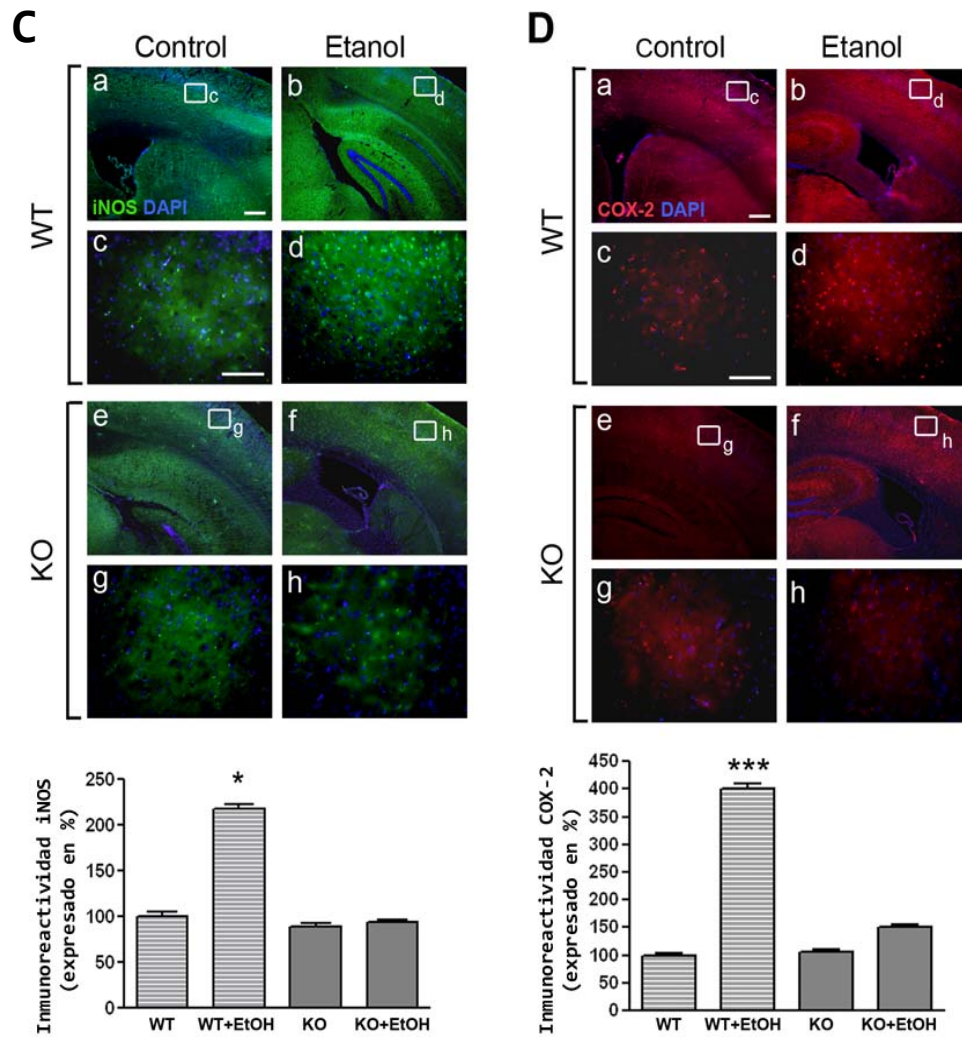 C
Control Etanol
WT
a
c
b
d
iNOS DAPI
c
d
KO
e
g
f
h
g
h
Inmunoreactividad iNOS
(expresado en %)
250
200
150
100
50
0
*
WT WT+EtOH KO KO+EtOH
D
Control Etanol
WT
a
c
b
d
COX-2 DAPI
c
d
KO
e
g
f
h
g
h
Inmunoreactividad COX-2
(expresado en %)
450
400
350
300
250
200
150
100
50
0
***
WT WT+EtOH KO KO+EtOH